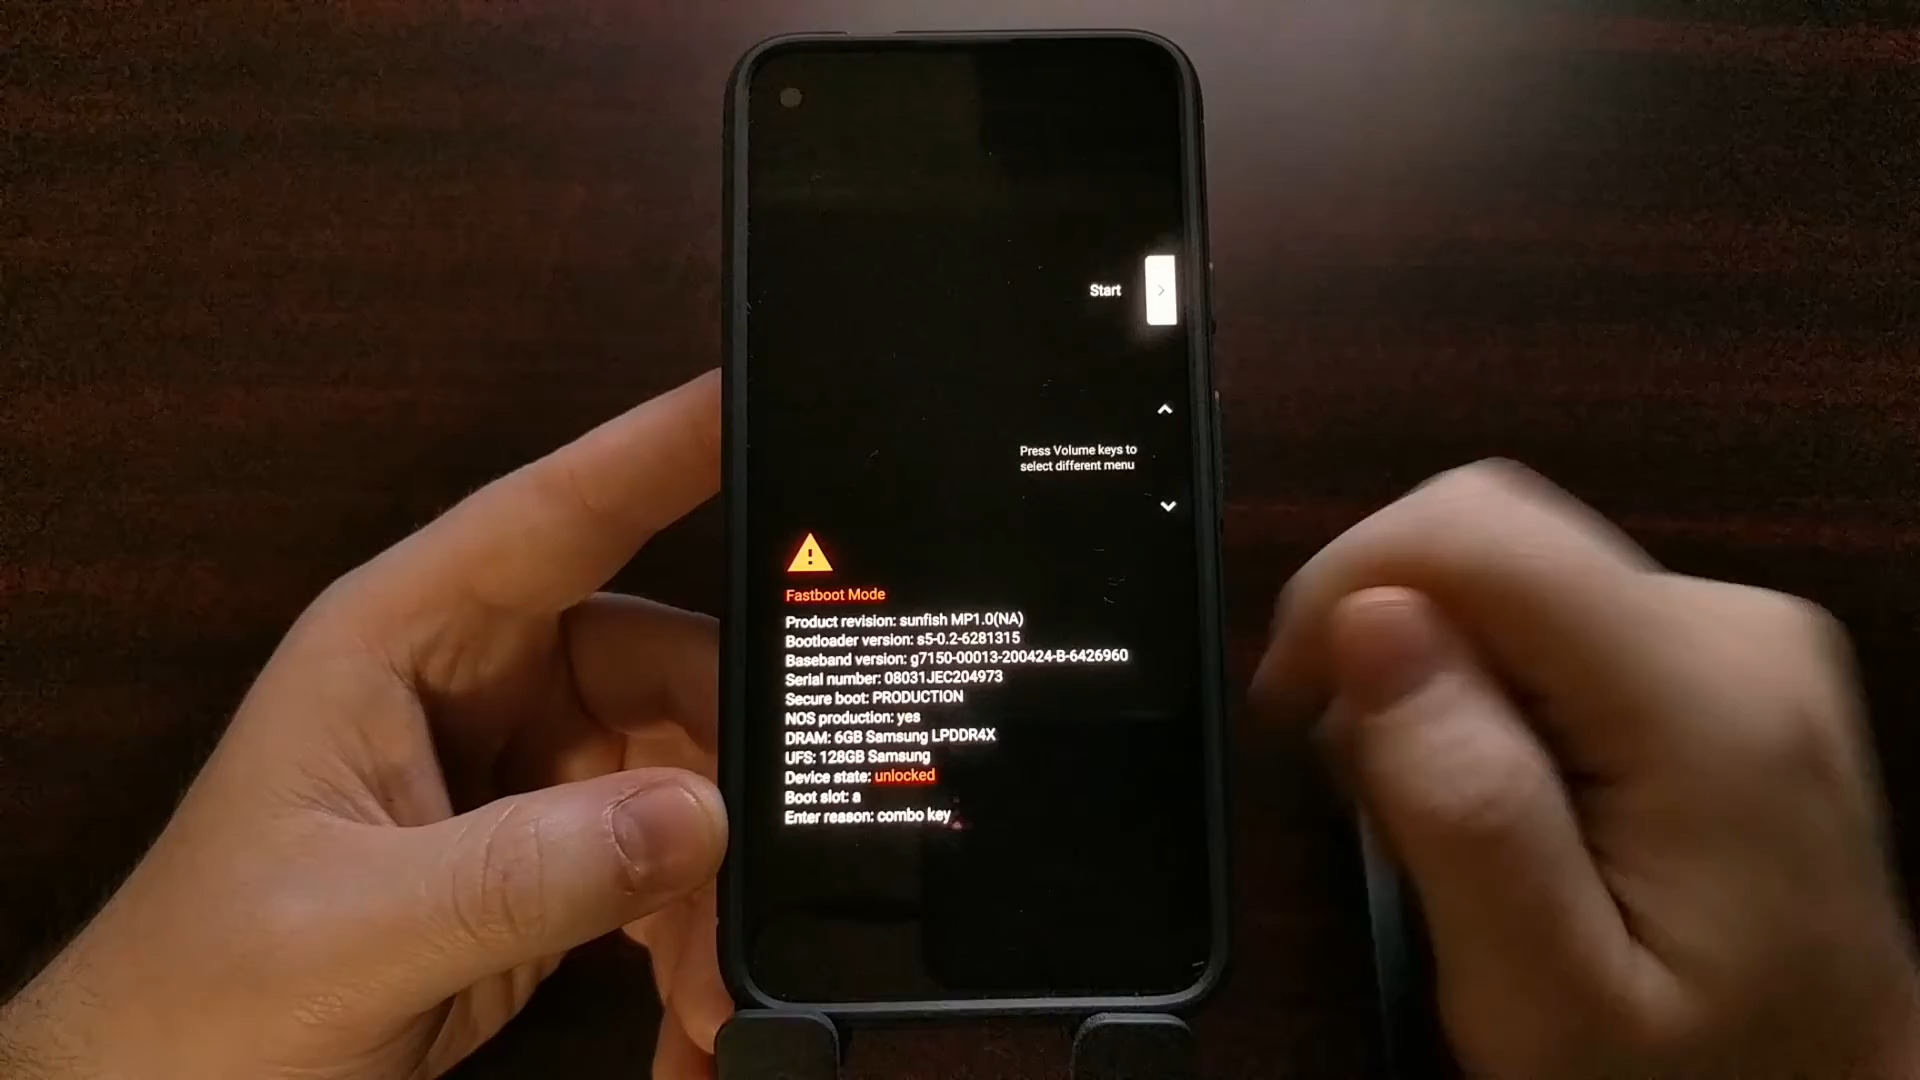 Start
Press Volume keys to
select different menu
Fastboot Mode
Product revision: sunfish MP1.0(NA)
Bootloader version: s5-0.2-6281315
Baseband version: g7150-00013-200424-B-6426960
Serial number: 08031JEC204973
Secure boot: PRODUCTION
NOS production: yes
DRAM: 6GB Samsung LPDDR4X
UFS: 128GB Samsung
Device state: unlocked
Boot slot: a
Enter reason: combo key